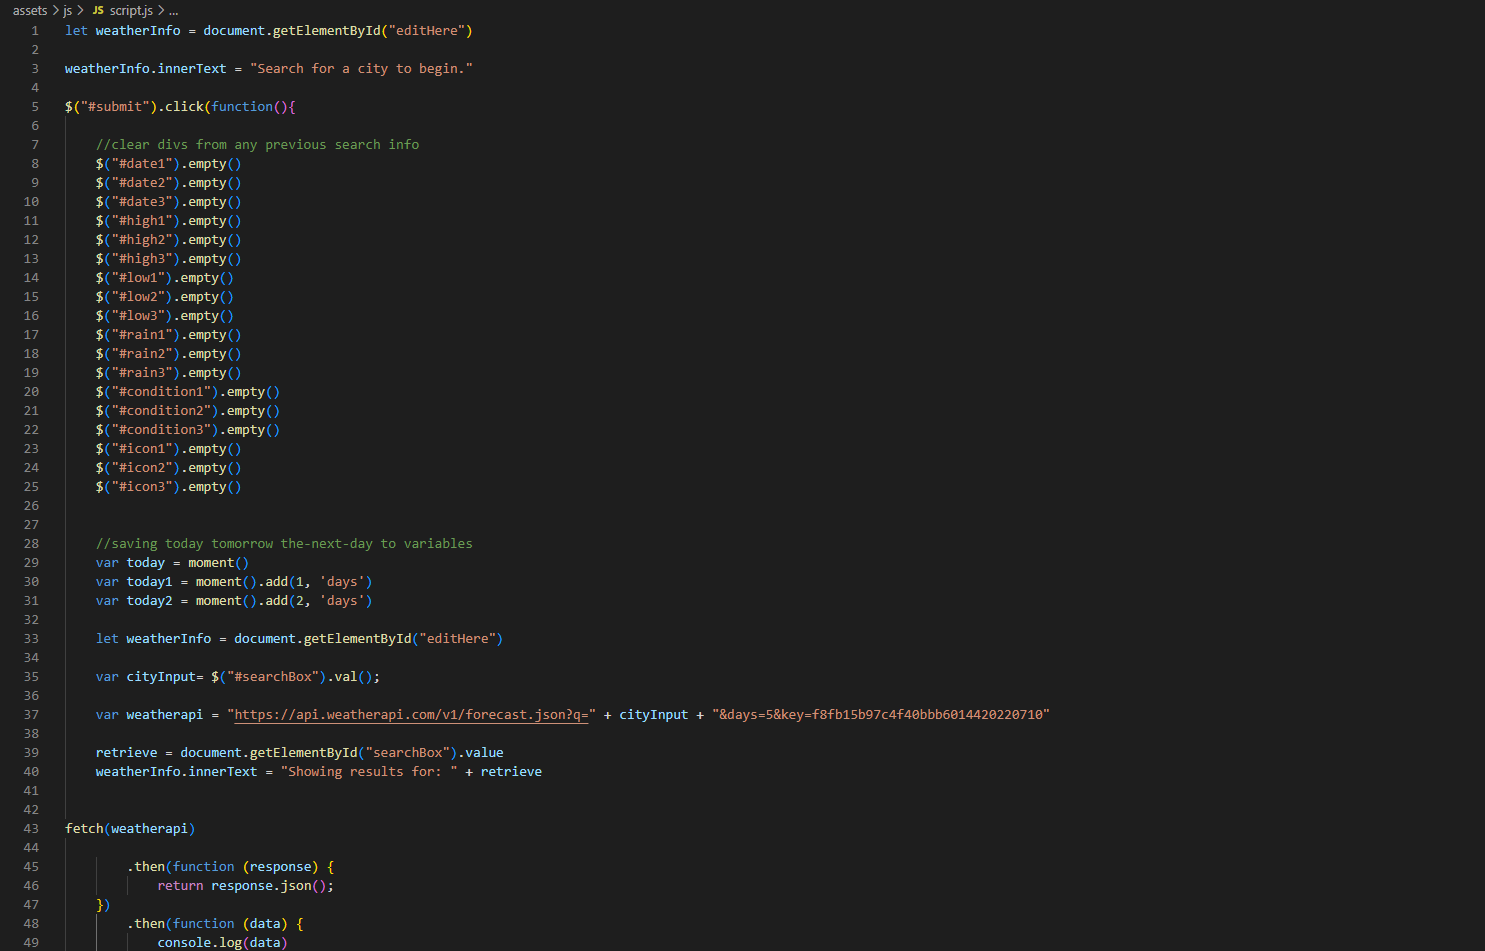 assets > js > JS script.js > ...
1 let weatherInfo = document.getElementById("editHere")
2
3 weatherInfo.innerText = "Search for a city to begin."
4
5 $("#submit").click(function(){
6
7 //clear divs from any previous search info
8 $("#date1").empty()
9 $("#date2").empty()
10 $("#date3").empty()
11 $("#high1").empty()
12 $("#high2").empty()
13 $("#high3").empty()
14 $("#low1").empty()
15 $("#low2").empty()
16 $("#low3").empty()
17 $("#rain1").empty()
18 $("#rain2").empty()
19 $("#rain3").empty()
20 $("#condition1").empty()
21 $("#condition2").empty()
22 $("#condition3").empty()
23 $("#icon1").empty()
24 $("#icon2").empty()
25 $("#icon3").empty()
26
27
28 //saving today tomorrow the-next-day to variables
29 var today = moment()
30 var today1 = moment().add(1, 'days')
31 var today2 = moment().add(2, 'days')
32
33 let weatherInfo = document.getElementById("editHere")
34
35 var cityInput= $("#searchBox").val();
36
37 var weatherapi = "https://api.weatherapi.com/v1/forecast.json?q=" + cityInput + "&days=5&key=f8fb15b97c4f40bbb6014420220710"
38
39 retrieve = document.getElementById("searchBox").value
40 weatherInfo.innerText = "Showing results for: " + retrieve
41
42
43 fetch(weatherapi)
44
45 .then(function (response) {
46 return response.json();
47 })
48 .then(function (data) {
49 console.log(data)